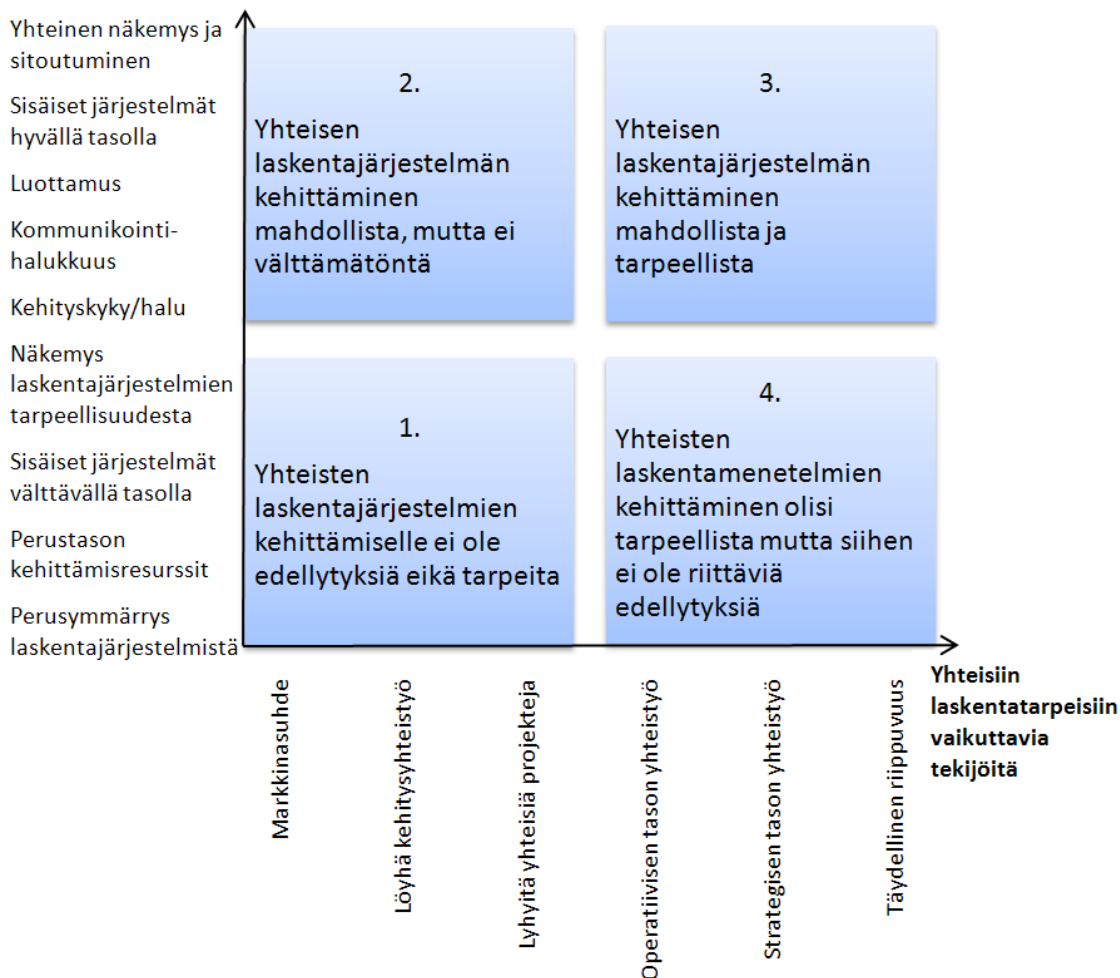 Yhteinen näkemys ja
sitoutuminen
Sisäiset järjestelmät
hyvällä tasolla
Luottamus
Kommunikointi-
halukkuus
Kehityskyky/halu
Näkemys
laskentajärjestelmien
tarpeellisuudesta
Sisäiset järjestelmät
välttävällä tasolla
Perustason
kehittämisresurssit
Perusymmärrys
laskentajärjestelmistä
2.
Yhteisen
laskentajärjestelmän
kehittäminen
mahdollista, mutta ei
välttämätöntä
3.
Yhteisen
laskentajärjestelmän
kehittäminen
mahdollista ja
tarpeellista
1.
Yhteisten
laskentajärjestelmien
kehittämiselle ei ole
edellytyksiä eikä tarpeita
4.
Yhteisten
laskentamenetelmien
kehittäminen olisi
tarpeellista mutta siihen
ei ole riittäviä
edellytyksiä
Markkinasuhde
Löyhä kehitysyhteistyö
Lyhyitä yhteisiä projekteja
Operatiivisen tason yhteistyö
Strategisen tason yhteistyö
Täydellinen riippuvuus
Yhteisiin
laskentatarpeisiin
vaikuttavia
tekijöitä